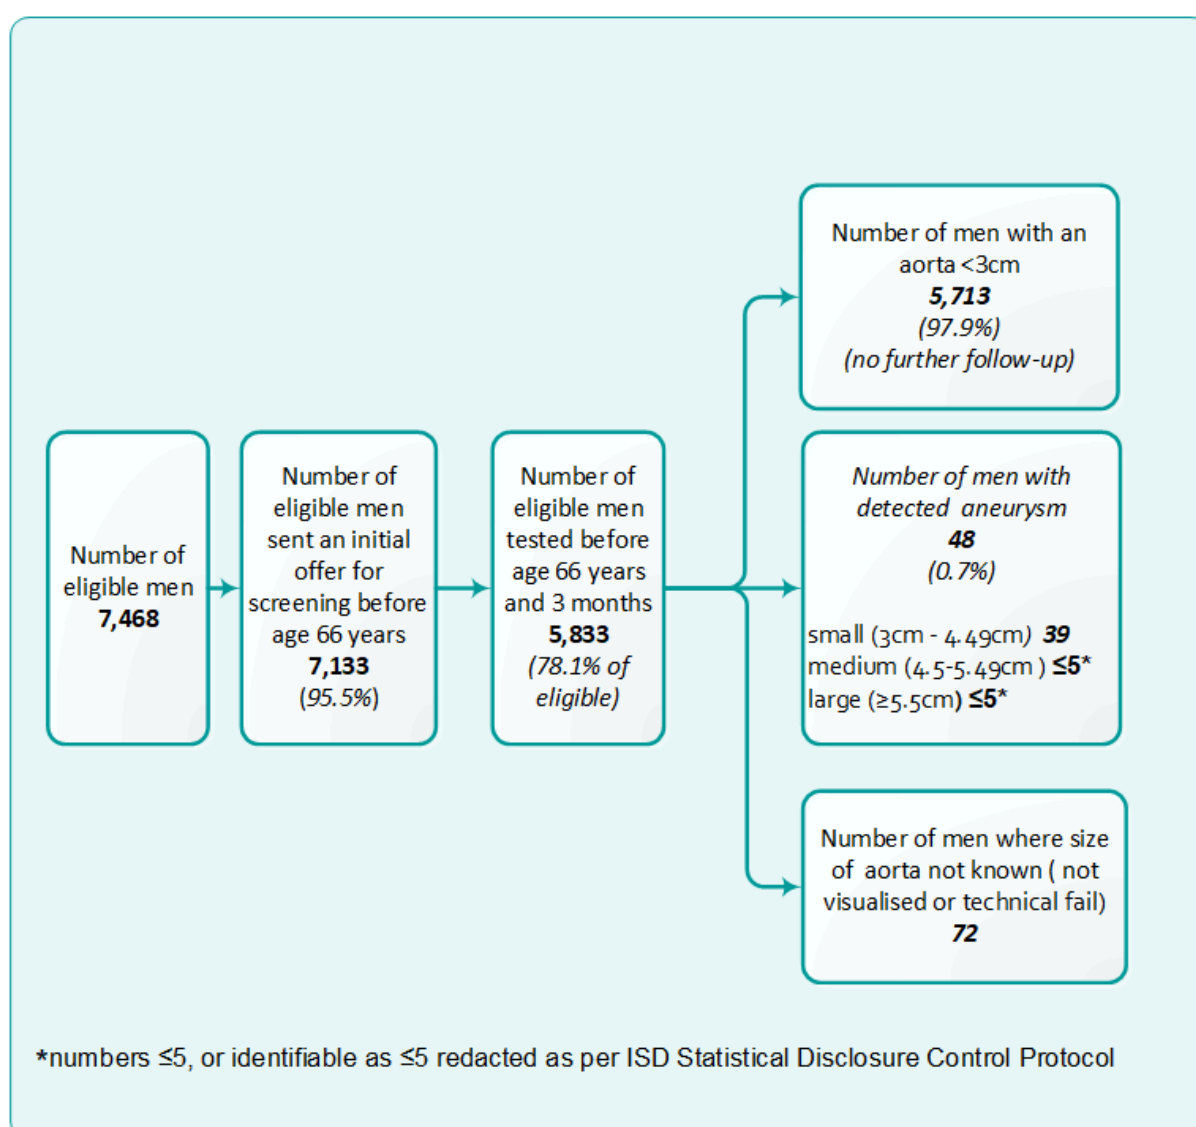 Number of
eligible men
7,468
Number of
eligible men
sent an initial
offer for
screening before
age 66 years
7,133
(95.5%)
Number of
eligible men
tested before
age 66 years
and 3 months
5,833
(78.1% of
eligible)
Number of men with an
aorta <3cm
5,713
(97.9%)
(no further follow-up)
Number of men with
detected aneurysm
48
(0.7%)
small (3cm - 4.49cm) 39
medium (4.5-5.49cm ) ≤5*
large (≥5.5cm) ≤5*
Number of men where size
of aorta not known ( not
visualised or technical fail)
72
*numbers ≤5, or identifiable as ≤5 redacted as per ISD Statistical Disclosure Control Protocol